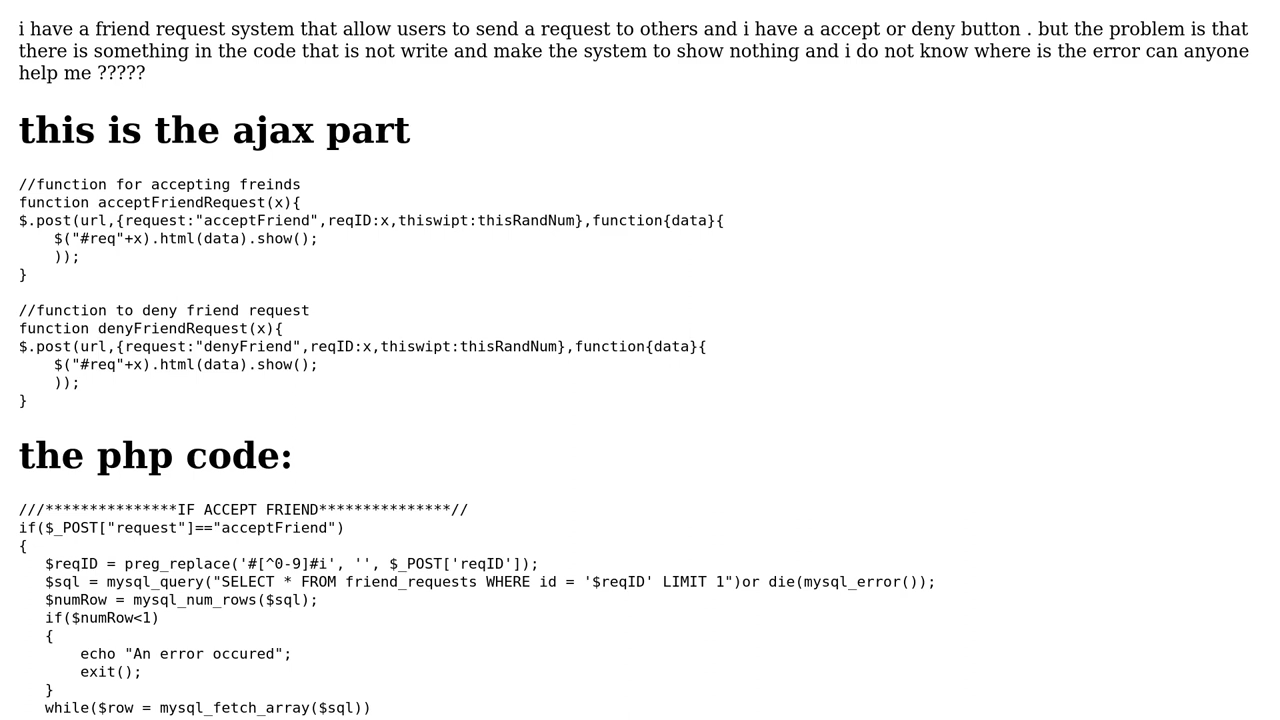 i have a friend request system that allow users to send a request to others and i have a accept or deny button . but the problem is that
there is something in the code that is not write and make the system to show nothing and i do not know where is the error can anyone
help me ?????
this is the ajax part
//function for accepting freinds
function acceptFriendRequest(x){
$.post(url,{request:"acceptFriend",reqID:x,thiswipt:thisRandNum},function{data}{
    $("#req"+x).html(data).show();
    ));
}
//function to deny friend request
function denyFriendRequest(x){
$.post(url,{request:"denyFriend",reqID:x,thiswipt:thisRandNum},function{data}{
    $("#req"+x).html(data).show();
    ));
}
the php code:
///***************IF ACCEPT FRIEND***************//
if($_POST["request"]=="acceptFriend")
{
   $reqID = preg_replace('#[^0-9]#i', '', $_POST['reqID']);
   $sql = mysql_query("SELECT * FROM friend_requests WHERE id = '$reqID' LIMIT 1")or die(mysql_error());
   $numRow = mysql_num_rows($sql);
   if($numRow<1)
   {
       echo "An error occured";
       exit();
   }
   while($row = mysql_fetch_array($sql))